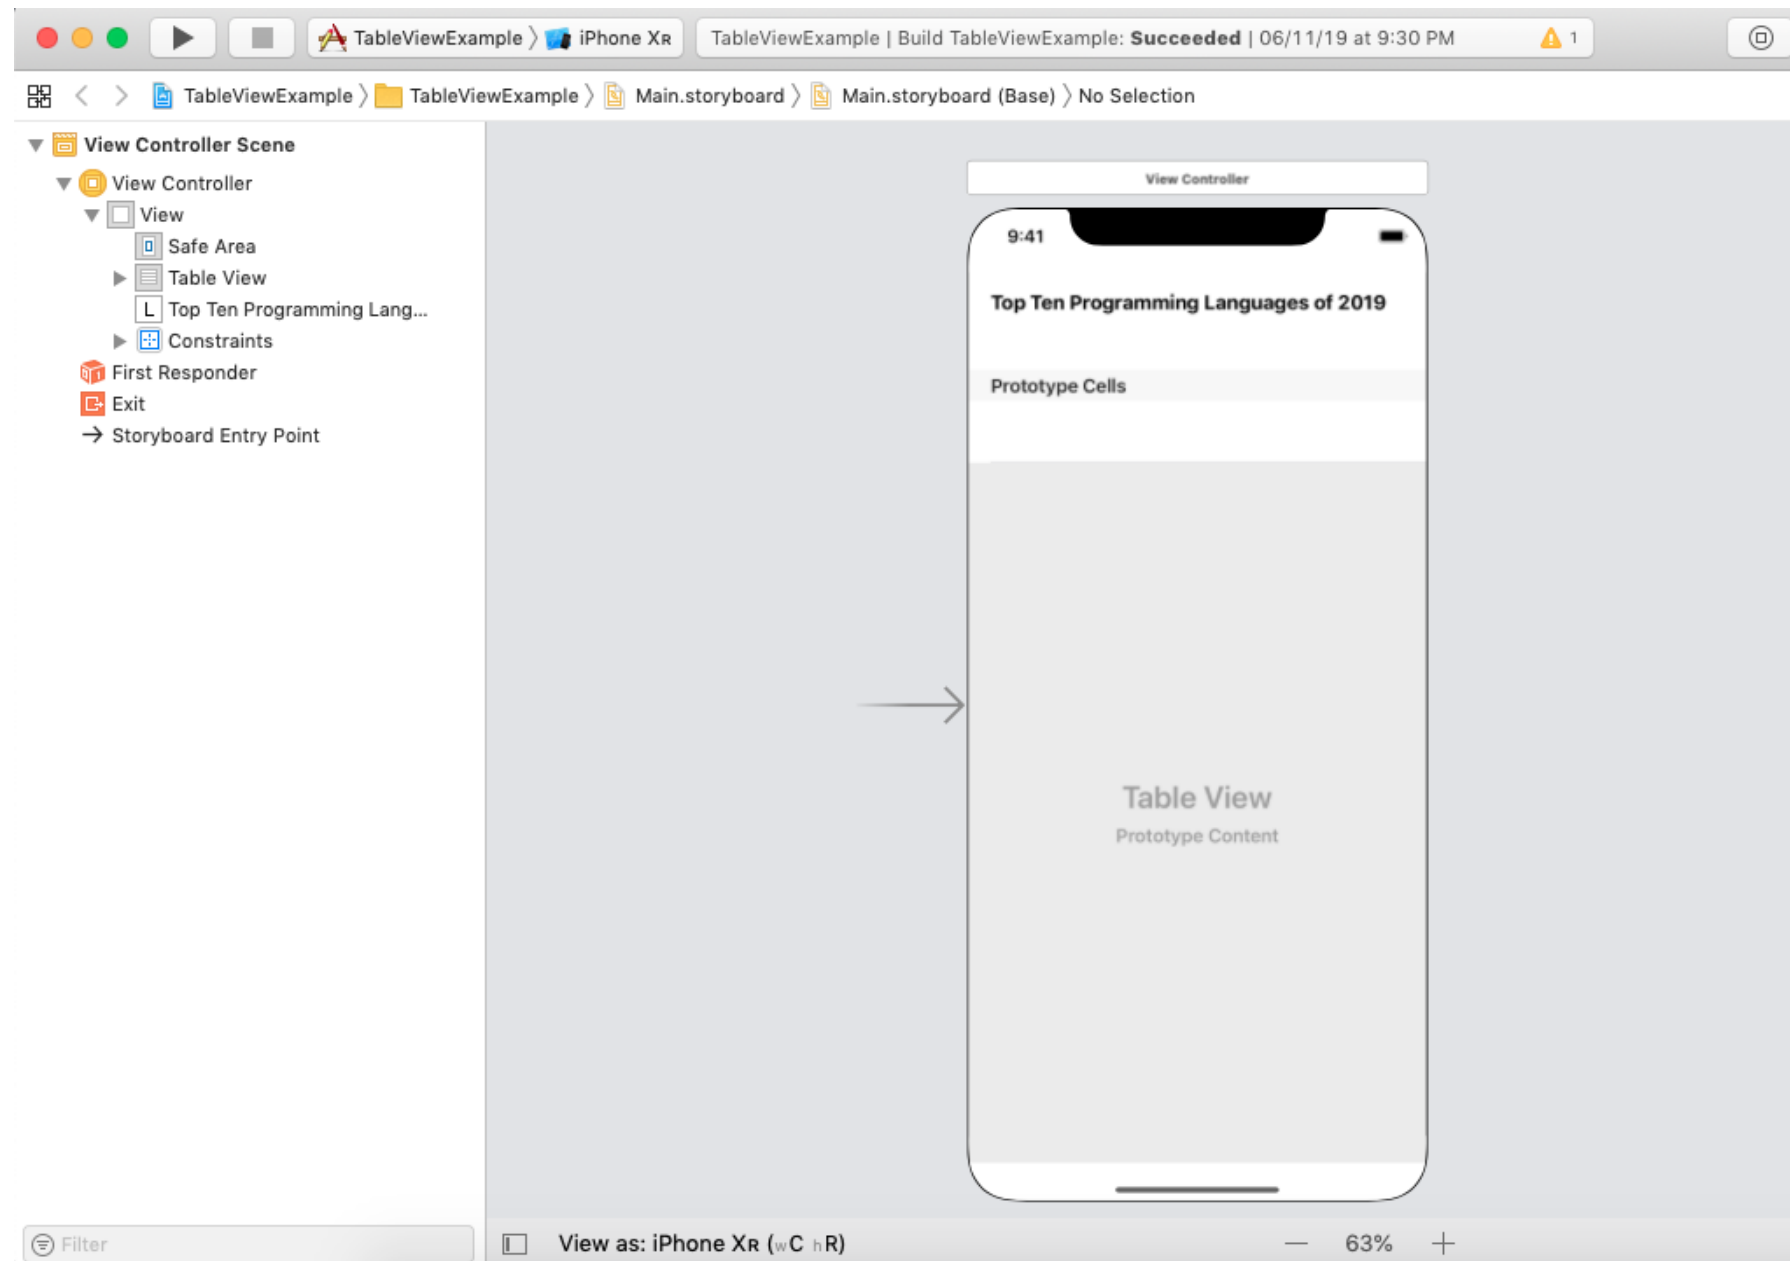 TableViewExample 〉 iPhone XR
TableViewExample | Build TableViewExample: Succeeded | 06/11/19 at 9:30 PM
1
TableViewExample 〉 TableViewExample 〉 Main.storyboard 〉 Main.storyboard (Base) 〉 No Selection
View Controller Scene
View Controller
View
Safe Area
Table View
L Top Ten Programming Lang...
Constraints
First Responder
Exit
Storyboard Entry Point
Filter
View Controller
9:41
Top Ten Programming Languages of 2019
Prototype Cells
Table View
Prototype Content
View as: iPhone XR (wC hR)
63%